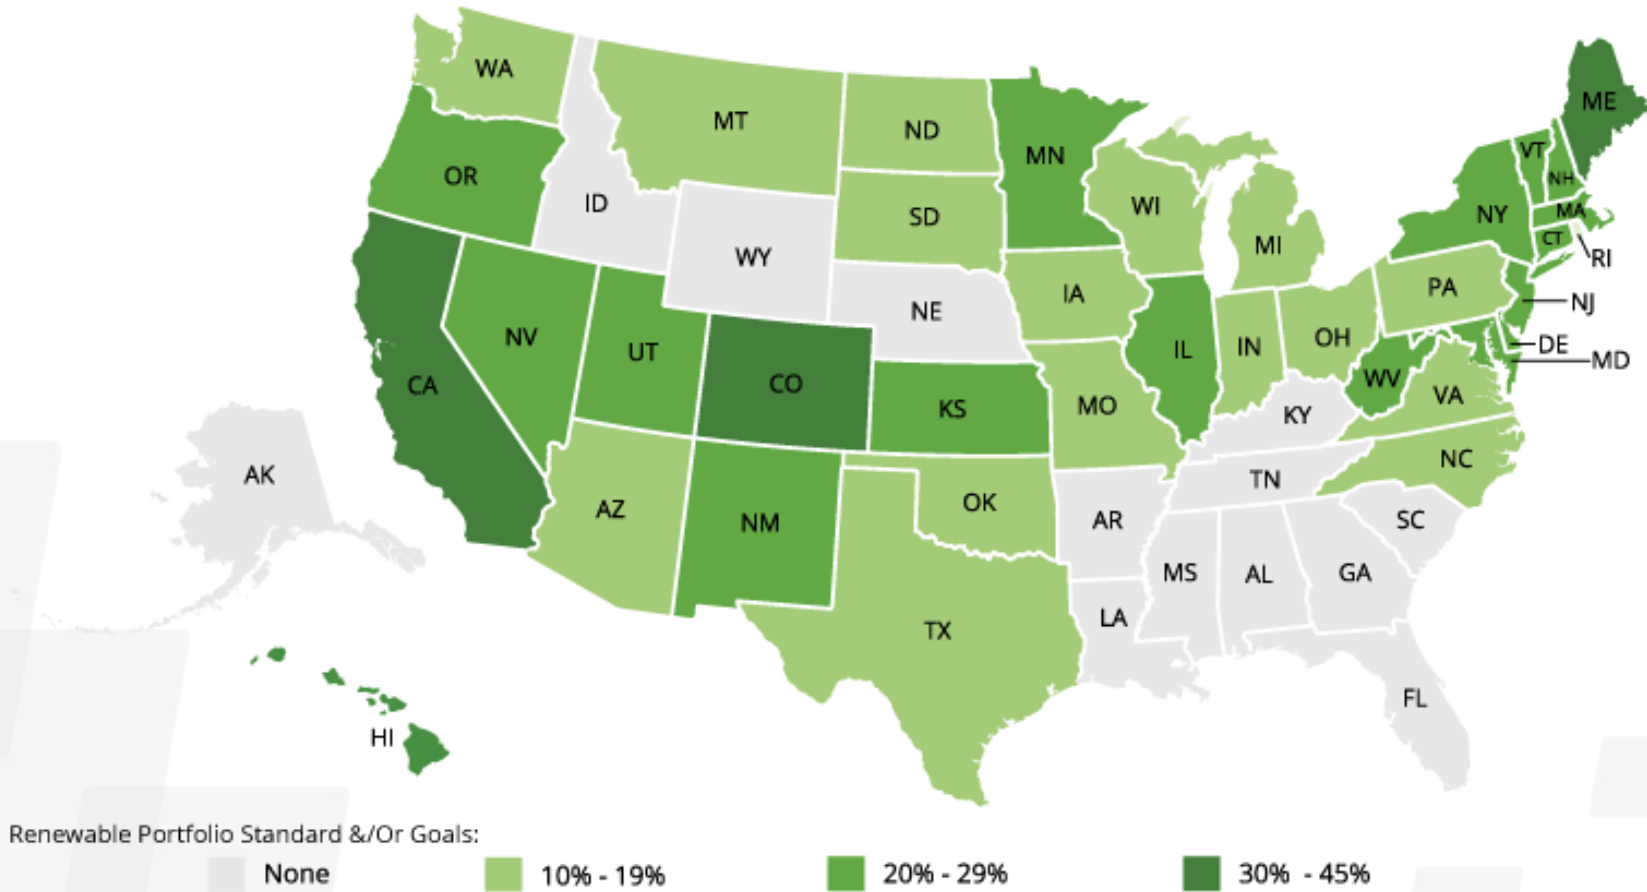 WA
MT
ND
MN
ME
VT
NH
OR
ID
SD
WI
NY
MA
MI
CT
RI
WY
IA
PA
NE
NJ
NV
UT
IL
IN
OH
DE
MD
CA
CO
KS
MO
WV
VA
KY
NC
AK
TN
AZ
NM
OK
AR
SC
MS
AL
GA
LA
TX
FL
HI
Renewable Portfolio Standard &/Or Goals:
None 10% - 19% 20% - 29% 30% - 45%